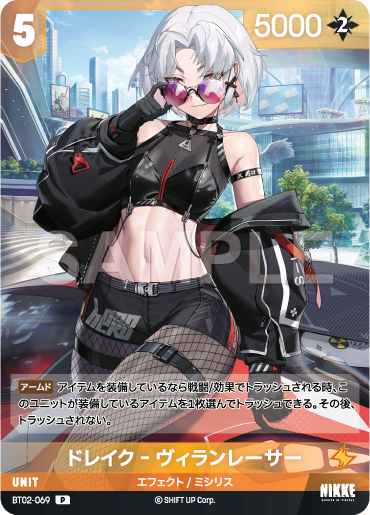 5
5000
2
SAMPLE
アームド アイテムを装備しているなら戦闘/効果でトラッシュされる時、こ
のユニットが装備しているアイテムを1枚選んでトラッシュできる。その後、
トラッシュされない。
ドレイク - ヴィランレーサー
UNIT
エフェクト / ミシリス
NIKKE
BT02-069 P
© SHIFT UP Corp.